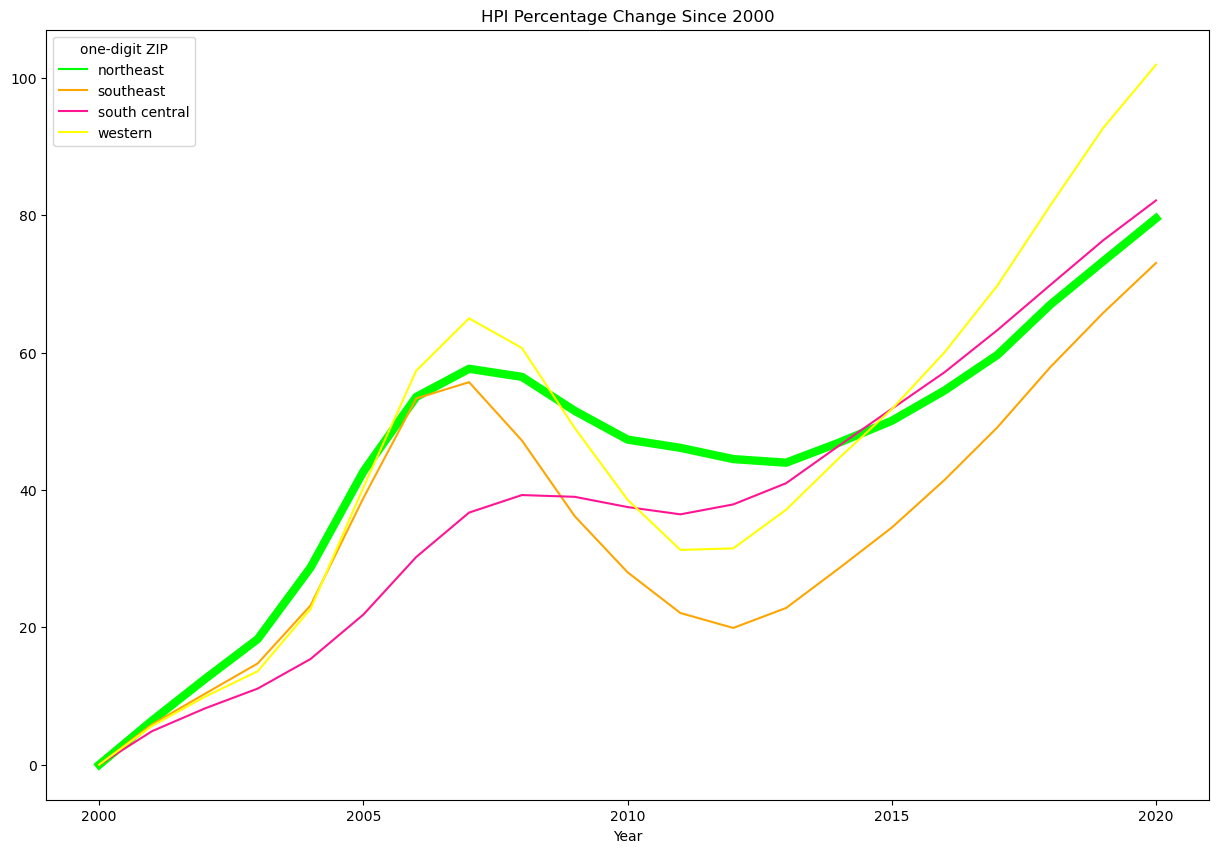 HPI Percentage Change Since 2000
one-digit ZIP
northeast
southeast
south central
western
100
80
60
40
20
0
2000 2005 2010 2015 2020
Year